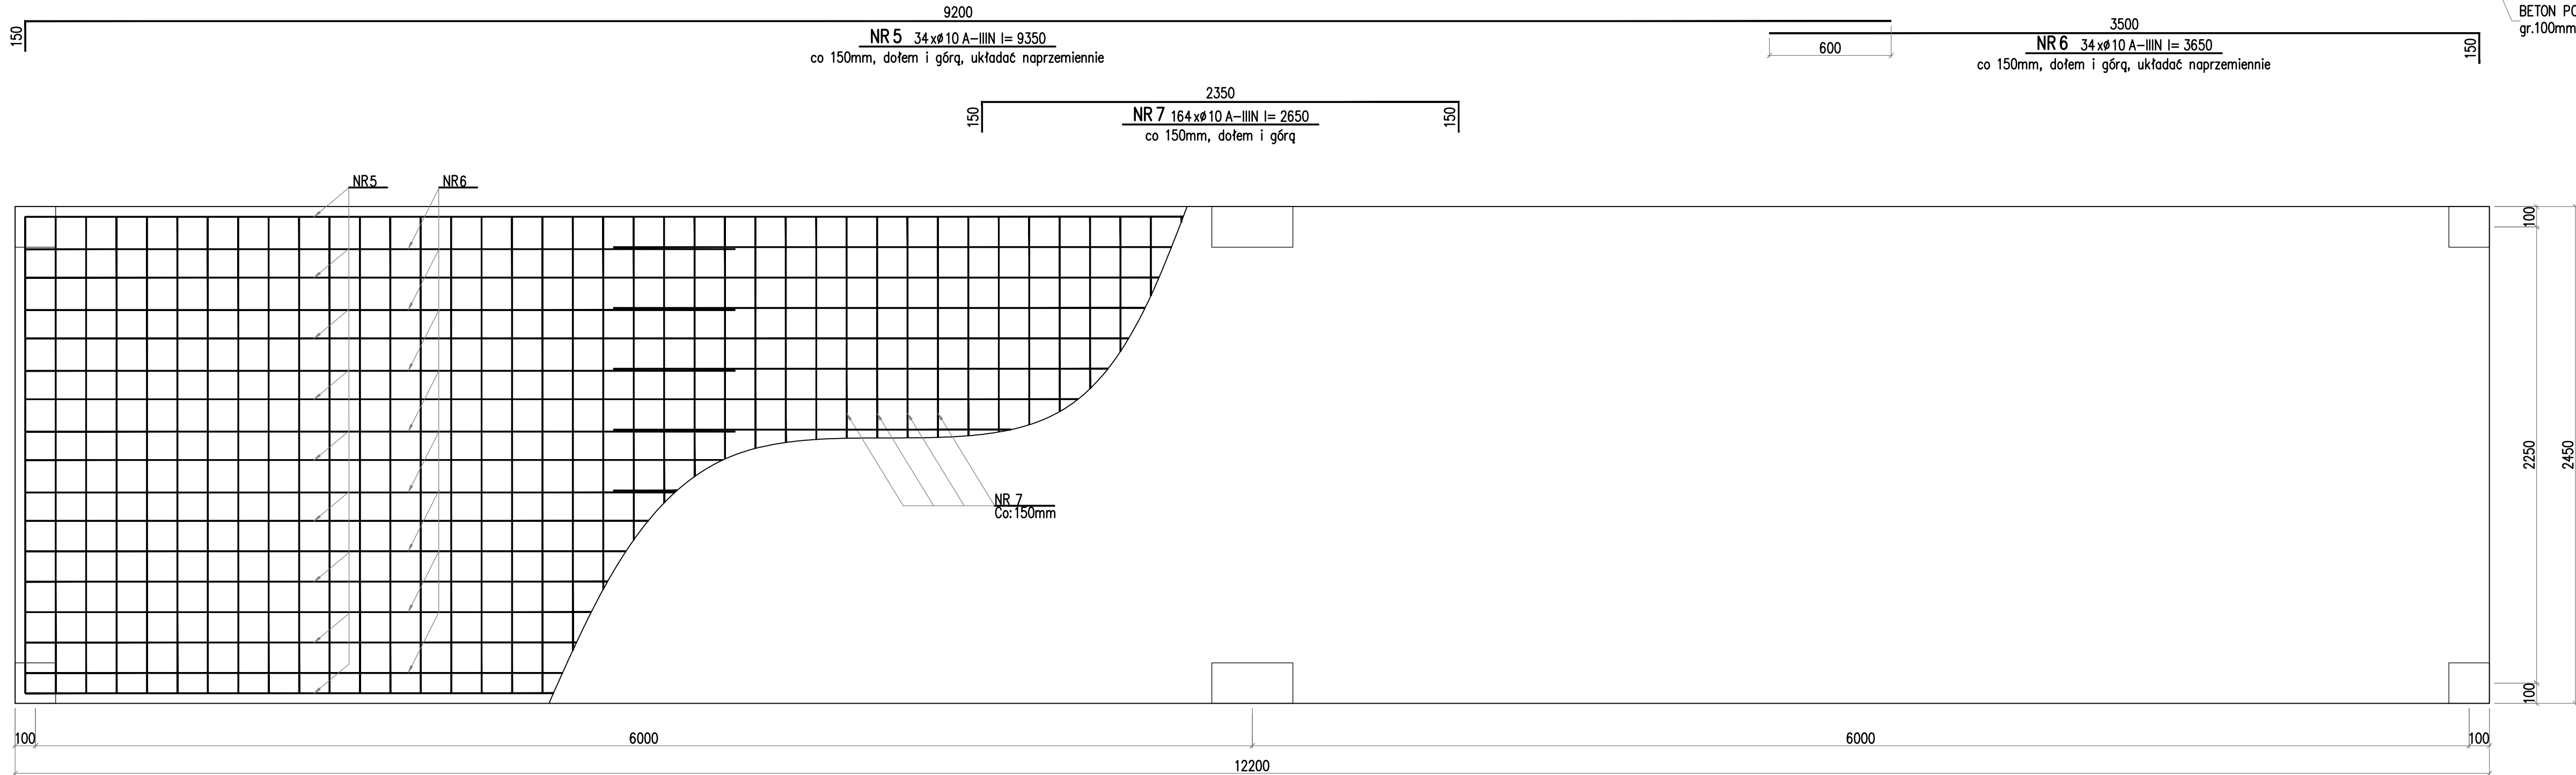 9200
150
NR 5 34xø10 A-IIIN l= 9350
co 150mm, dołem i górą, układać naprzemiennie
600
3500
NR 6 34xø10 A-IIIN l= 3650
co 150mm, dołem i górą, układać naprzemiennie
150
BETON
gr.100mm
2350
150
NR 7 164xø10 A-IIIN l= 2650
co 150mm, dołem i górą
150
NR5
NR6
NR 7
Co:150mm
100
2250
2450
100
100
6000
6000
100
12200